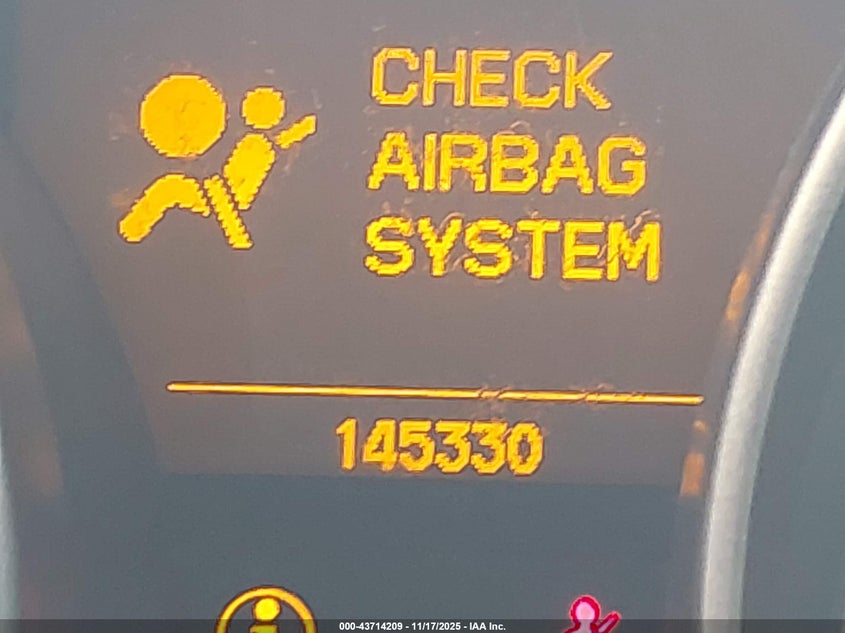 CHECK
AIRBAG
SYSTEM
145330
000-43714209 - 11/17/2025 - IAA Inc.